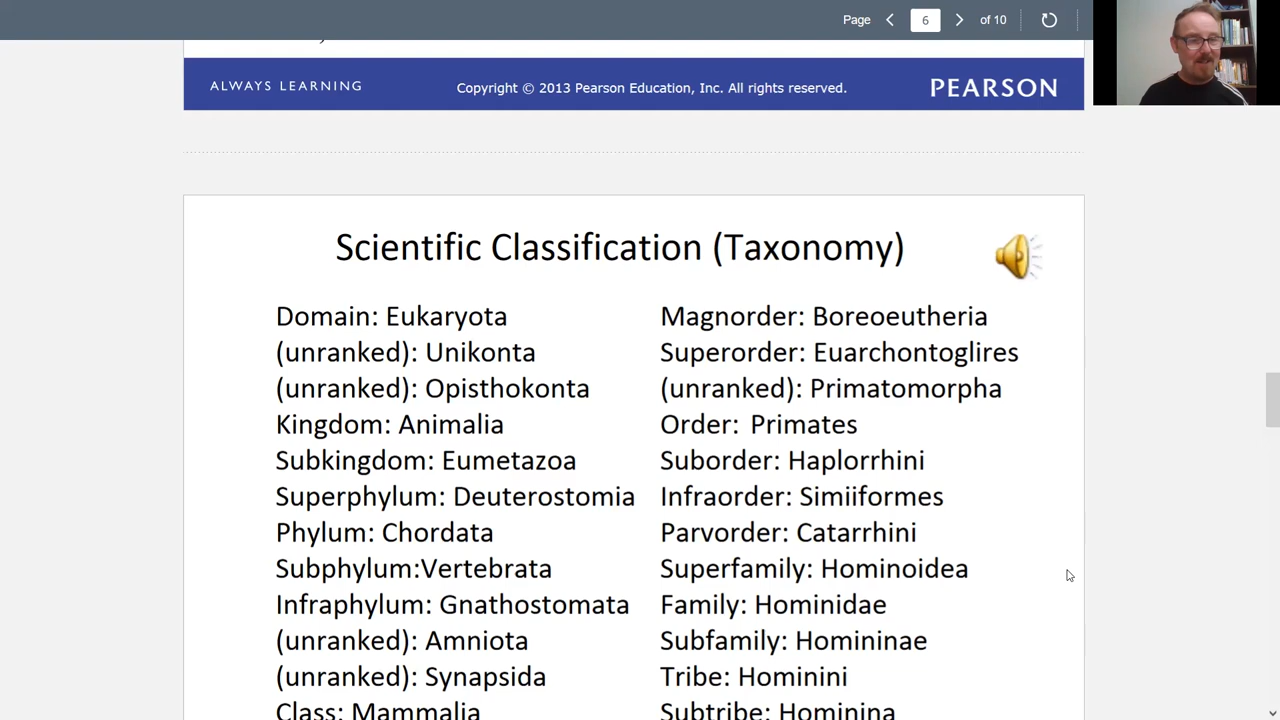 Page 6 of 10
ALWAYS LEARNING Copyright © 2013 Pearson Education, Inc. All rights reserved. PEARSON
Scientific Classification (Taxonomy)
Domain: Eukaryota
(unranked): Unikonta
(unranked): Opisthokonta
Kingdom: Animalia
Subkingdom: Eumetazoa
Superphylum: Deuterostomia
Phylum: Chordata
Subphylum:Vertebrata
Infraphylum: Gnathostomata
(unranked): Amniota
(unranked): Synapsida
Class: Mammalia
Magnorder: Boreoeutheria
Superorder: Euarchontoglires
(unranked): Primatomorpha
Order: Primates
Suborder: Haplorrhini
Infraorder: Simiiformes
Parvorder: Catarrhini
Superfamily: Hominoidea
Family: Hominidae
Subfamily: Homininae
Tribe: Hominini
Subtribe: Hominina